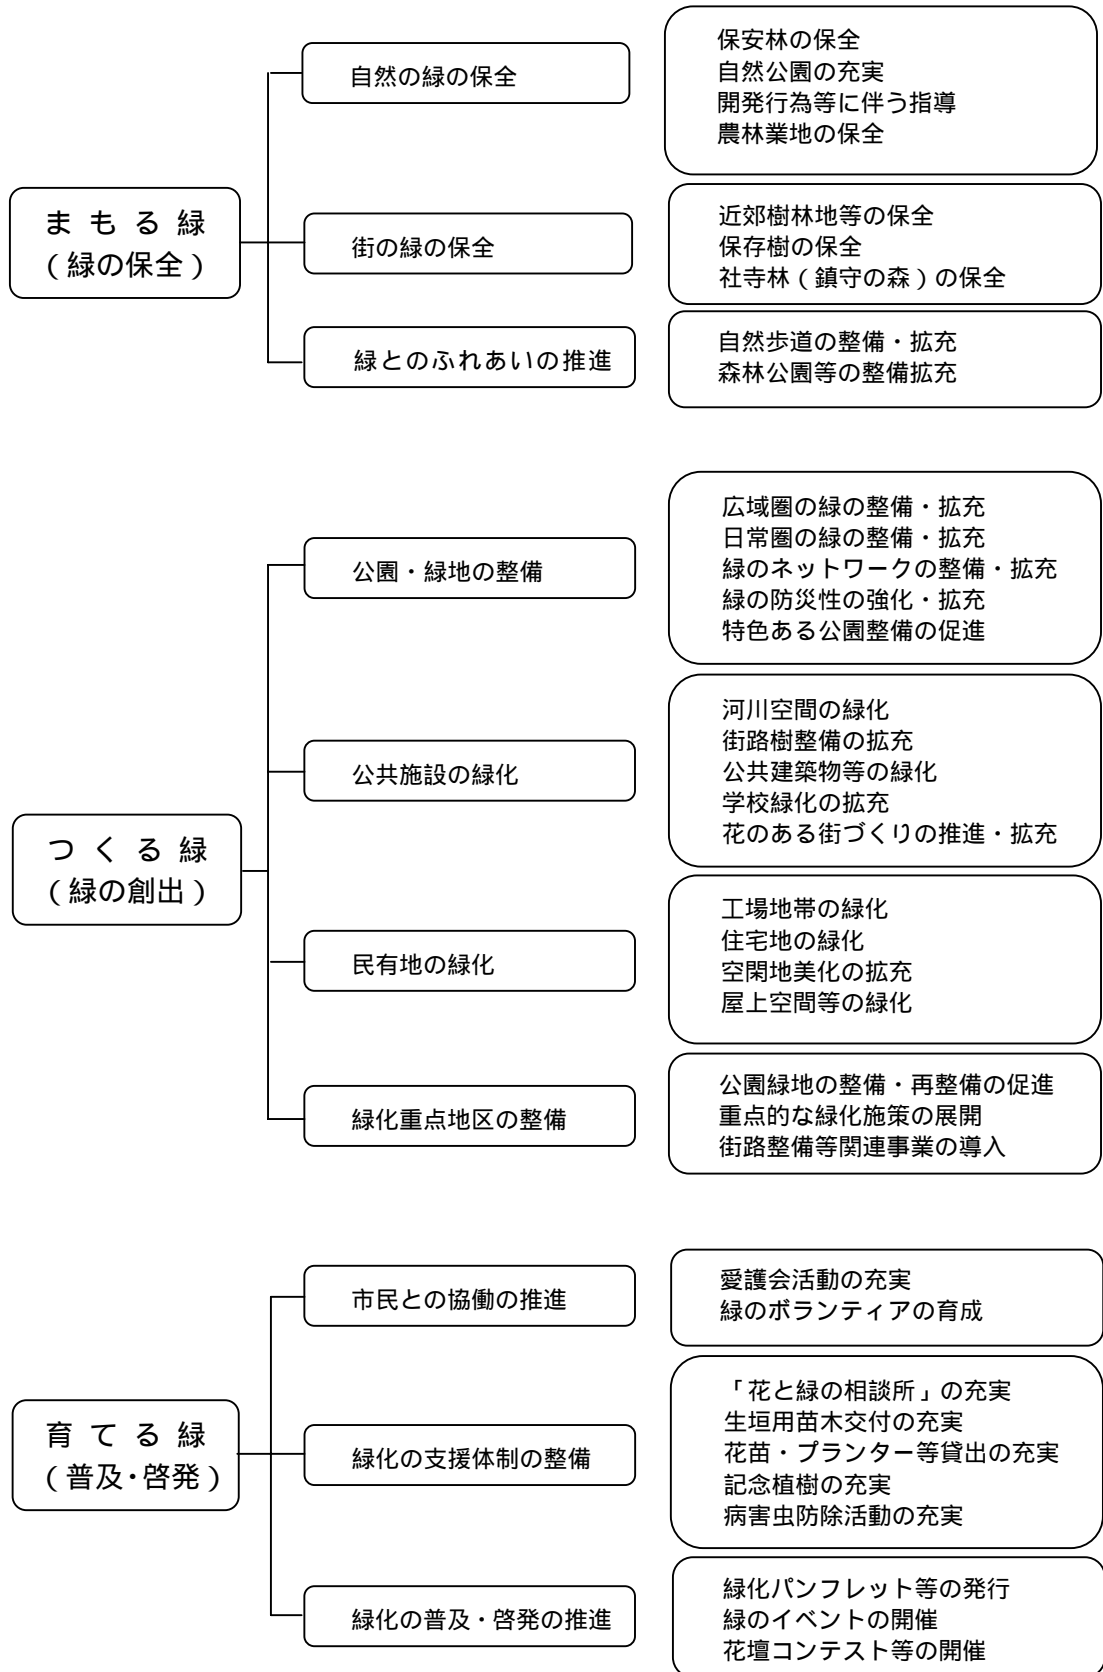 まもる緑
(緑の保全)
自然の緑の保全
保安林の保全
自然公園の充実
開発行為等に伴う指導
農林業地の保全
街の緑の保全
近郊樹林地等の保全
保存樹の保全
社寺林(鎮守の森)の保全
緑とのふれあいの推進
自然歩道の整備・拡充
森林公園等の整備拡充
つくる緑
(緑の創出)
公園・緑地の整備
広域圏の緑の整備・拡充
日常圏の緑の整備・拡充
緑のネットワークの整備・拡充
緑の防災性の強化・拡充
特色ある公園整備の促進
公共施設の緑化
河川空間の緑化
街路樹整備の拡充
公共建築物等の緑化
学校緑化の拡充
花のある街づくりの推進・拡充
民有地の緑化
工場地帯の緑化
住宅地の緑化
空閑地美化の拡充
屋上空間等の緑化
緑化重点地区の整備
公園緑地の整備・再整備の促進
重点的な緑化施策の展開
街路整備等関連事業の導入
育てる緑
(普及・啓発)
市民との協働の推進
愛護会活動の充実
緑のボランティアの育成
緑化の支援体制の整備
「花と緑の相談所」の充実
生垣用苗木交付の充実
花苗・プランター等貸出の充実
記念植樹の充実
病害虫防除活動の充実
緑化の普及・啓発の推進
緑化パンフレット等の発行
緑のイベントの開催
花壇コンテスト等の開催